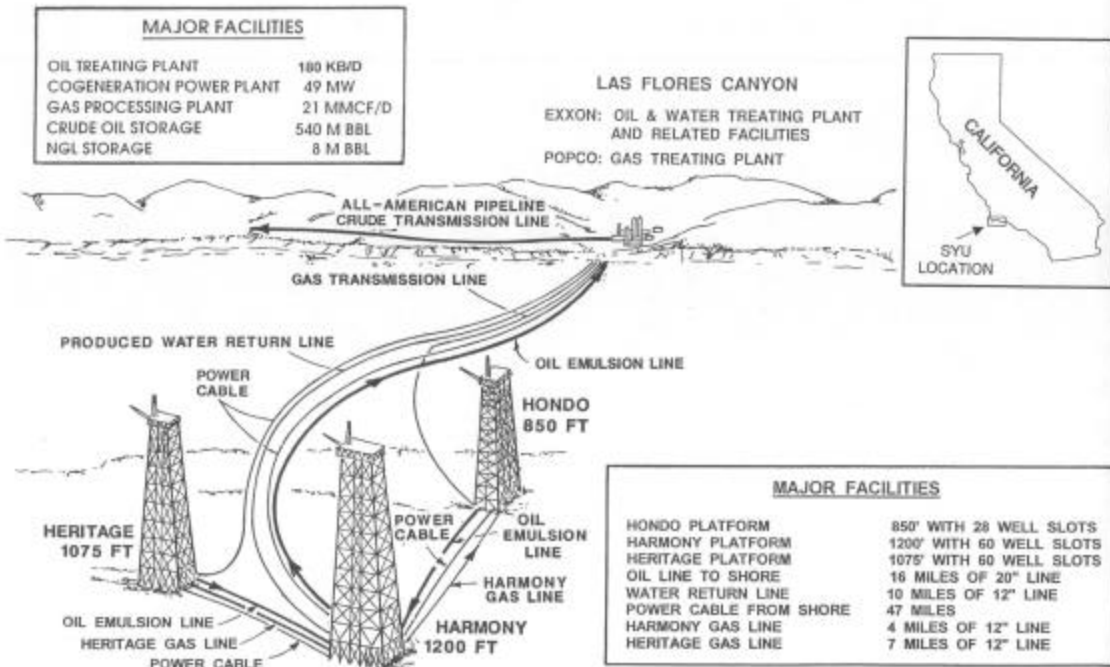 MAJOR FACILITIES
OIL TREATING PLANT 180 KB/D
COGENERATION POWER PLANT 49 MW
GAS PROCESSING PLANT 21 MMCF/D
CRUDE OIL STORAGE 540 M BBL
NGL STORAGE 8 M BBL
LAS FLORES CANYON
EXXON: OIL & WATER TREATING PLANT
AND RELATED FACILITIES
POPCO: GAS TREATING PLANT
CALIFORNIA
SYU
LOCATION
ALL-AMERICAN PIPELINE
CRUDE TRANSMISSION LINE
GAS TRANSMISSION LINE
PRODUCED WATER RETURN LINE
OIL EMULSION LINE
POWER
CABLE
HONDO
850 FT
HERITAGE
1075 FT
POWER
CABLE
OIL
EMULSION
LINE
HARMONY
GAS LINE
OIL EMULSION LINE
HERITAGE GAS LINE
POWER CABLE
HARMONY
1200 FT
MAJOR FACILITIES
HONDO PLATFORM 850' WITH 28 WELL SLOTS
HARMONY PLATFORM 1200' WITH 60 WELL SLOTS
HERITAGE PLATFORM 1075' WITH 60 WELL SLOTS
OIL LINE TO SHORE 16 MILES OF 20" LINE
WATER RETURN LINE 10 MILES OF 12" LINE
POWER CABLE FROM SHORE 47 MILES
HARMONY GAS LINE 4 MILES OF 12" LINE
HERITAGE GAS LINE 7 MILES OF 12" LINE